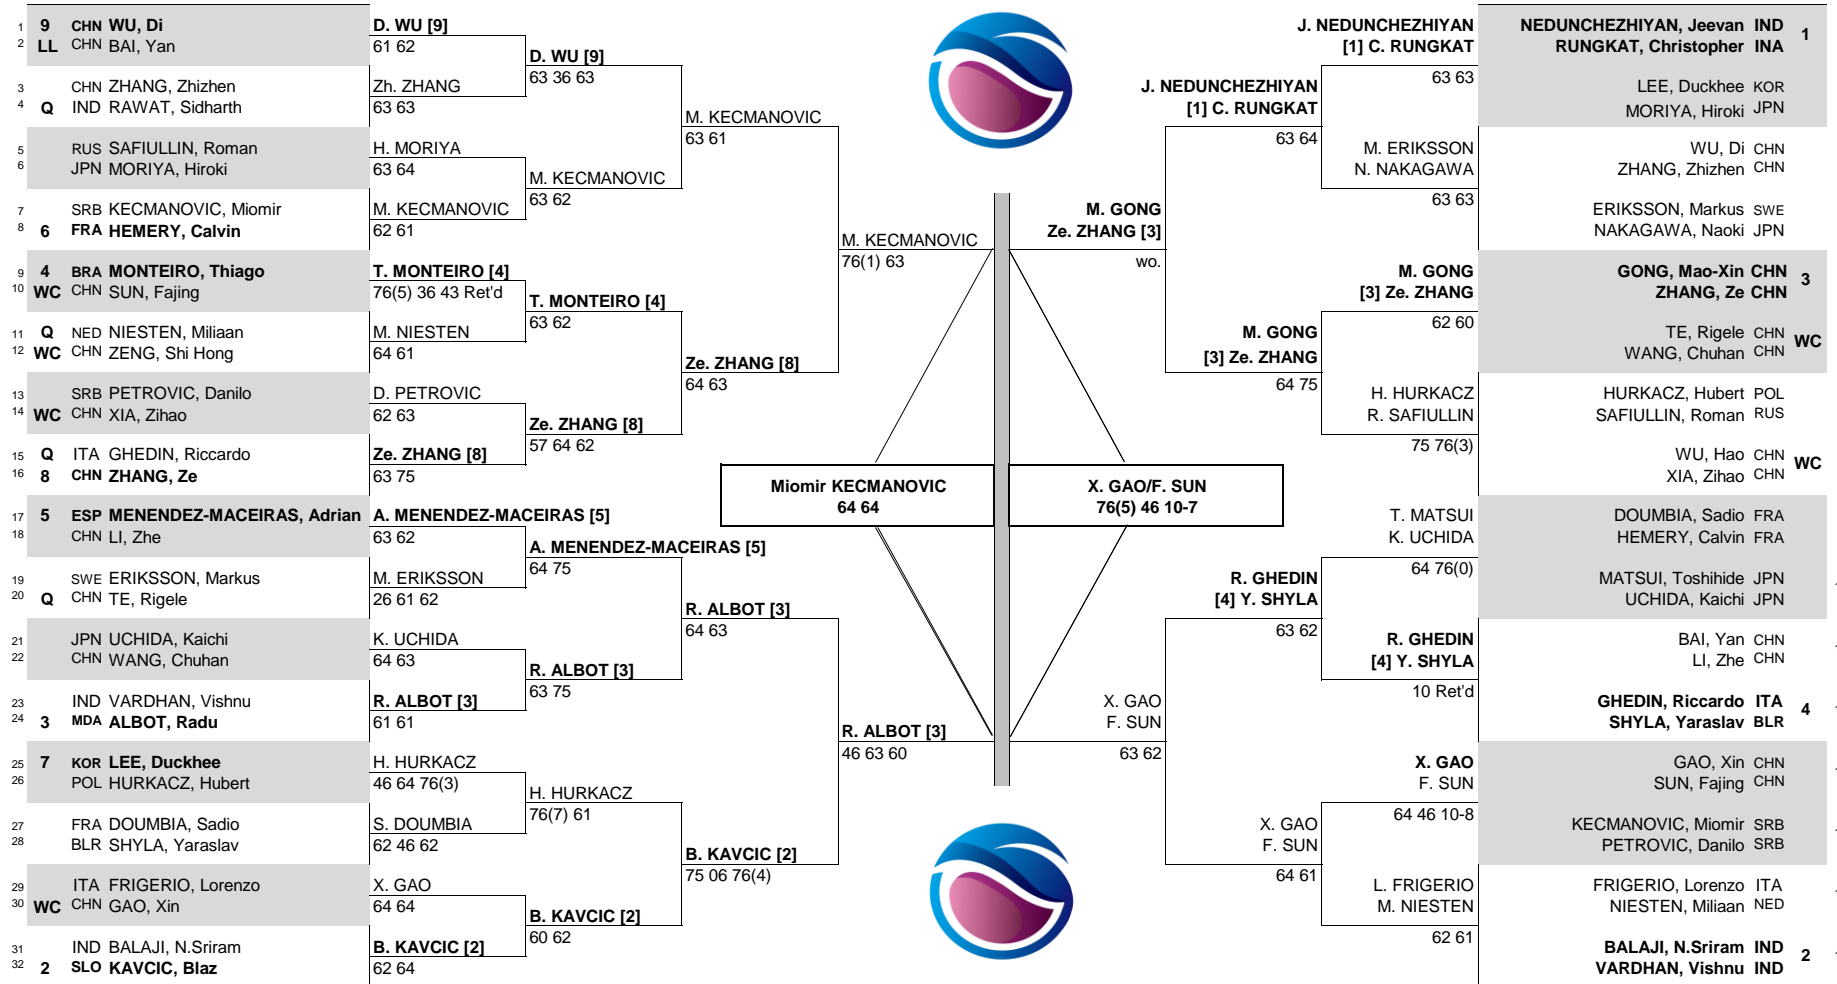 1 9 CHN WU, Di
2 LL CHN BAI, Yan
3 CHN ZHANG, Zhizhen
4 Q IND RAWAT, Sidharth
5 RUS SAFIULLIN, Roman
6 JPN MORIYA, Hiroki
7 SRB KECMANOVIC, Miomir
8 6 FRA HEMERY, Calvin
9 4 BRA MONTEIRO, Thiago
10 WC CHN SUN, Fajing
11 Q NED NIESTEN, Miliaan
12 WC CHN ZENG, Shi Hong
13 SRB PETROVIC, Danilo
14 WC CHN XIA, Zihao
15 Q ITA GHEDIN, Riccardo
16 8 CHN ZHANG, Ze
17 5 ESP MENENDEZ-MACEIRAS, Adrian
18 CHN LI, Zhe
19 SWE ERIKSSON, Markus
20 Q CHN TE, Rigele
21 JPN UCHIDA, Kaichi
22 CHN WANG, Chuhan
23 IND VARDHAN, Vishnu
24 3 MDA ALBOT, Radu
25 7 KOR LEE, Duckhee
26 POL HURKACZ, Hubert
27 FRA DOUMBIA, Sadio
28 BLR SHYLA, Yaraslav
29 ITA FRIGERIO, Lorenzo
30 WC CHN GAO, Xin
31 IND BALAJI, N.Sriram
32 2 SLO KAVCIC, Blaz
D. WU [9]
61 62
Zh. ZHANG
63 63
H. MORIYA
63 64
M. KECMANOVIC
62 61
T. MONTEIRO [4]
76(5) 36 43 Ret'd
M. NIESTEN
64 61
D. PETROVIC
62 63
Ze. ZHANG [8]
63 75
A. MENENDEZ-MACEIRAS [5]
63 62
M. ERIKSSON
26 61 62
K. UCHIDA
64 63
R. ALBOT [3]
61 61
H. HURKACZ
46 64 76(3)
S. DOUMBIA
62 46 62
X. GAO
64 64
B. KAVCIC [2]
62 64
D. WU [9]
63 36 63
M. KECMANOVIC
63 62
T. MONTEIRO [4]
63 62
Ze. ZHANG [8]
57 64 62
A. MENENDEZ-MACEIRAS [5]
64 75
R. ALBOT [3]
63 75
H. HURKACZ
76(7) 61
B. KAVCIC [2]
60 62
M. KECMANOVIC
63 61
Ze. ZHANG [8]
64 63
R. ALBOT [3]
64 63
B. KAVCIC [2]
75 06 76(4)
M. KECMANOVIC
76(1) 63
R. ALBOT [3]
46 63 60
Miomir KECMANOVIC
64 64
X. GAO/F. SUN
76(5) 46 10-7
M. GONG
Ze. ZHANG [3]
wo.
X. GAO
F. SUN
63 62
J. NEDUNCHEZHIYAN
[1] C. RUNGKAT
63 64
M. GONG
[3] Ze. ZHANG
64 75
R. GHEDIN
[4] Y. SHYLA
63 62
X. GAO
F. SUN
64 61
J. NEDUNCHEZHIYAN
[1] C. RUNGKAT
63 63
M. ERIKSSON
N. NAKAGAWA
63 63
M. GONG
[3] Ze. ZHANG
62 60
H. HURKACZ
R. SAFIULLIN
75 76(3)
T. MATSUI
K. UCHIDA
64 76(0)
R. GHEDIN
[4] Y. SHYLA
10 Ret'd
X. GAO
F. SUN
64 46 10-8
L. FRIGERIO
M. NIESTEN
62 61
NEDUNCHEZHIYAN, Jeevan IND 1
RUNGKAT, Christopher INA
LEE, Duckhee KOR
MORIYA, Hiroki JPN
WU, Di CHN
ZHANG, Zhizhen CHN
ERIKSSON, Markus SWE
NAKAGAWA, Naoki JPN
GONG, Mao-Xin CHN 3
ZHANG, Ze CHN
TE, Rigele CHN WC
WANG, Chuhan CHN
HURKACZ, Hubert POL
SAFIULLIN, Roman RUS
WU, Hao CHN WC
XIA, Zihao CHN
DOUMBIA, Sadio FRA
HEMERY, Calvin FRA
MATSUI, Toshihide JPN
UCHIDA, Kaichi JPN
BAI, Yan CHN
LI, Zhe CHN
GHEDIN, Riccardo ITA 4
SHYLA, Yaraslav BLR
GAO, Xin CHN
SUN, Fajing CHN
KECMANOVIC, Miomir SRB
PETROVIC, Danilo SRB
FRIGERIO, Lorenzo ITA
NIESTEN, Miliaan NED
BALAJI, N.Sriram IND 2
VARDHAN, Vishnu IND